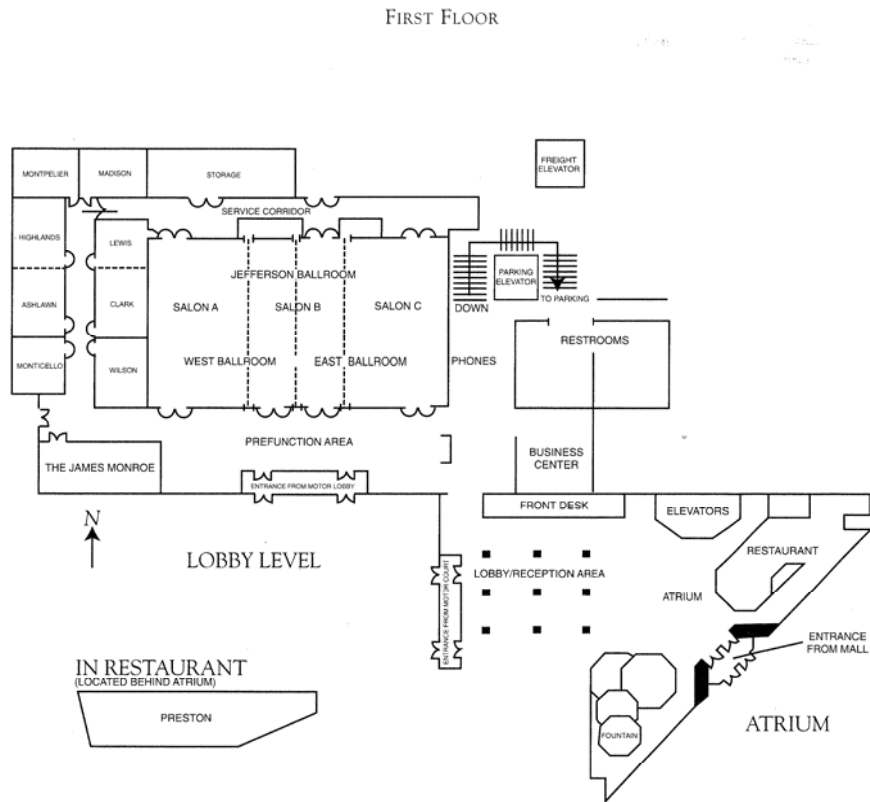 FIRST FLOOR
FREIGHT
ELEVATOR
MONTPELIER
MADISON
STORAGE
SERVICE CORRIDOR
HIGHLANDS
LEWIS
JEFFERSON BALLROOM
PARKING
ELEVATOR
ASHLAWN
CLARK
SALON A
SALON B
SALON C
DOWN
TO PARKING
RESTROOMS
MONTICELLO
WILSON
WEST BALLROOM
EAST BALLROOM
PHONES
PREFUNCTION AREA
BUSINESS
CENTER
THE JAMES MONROE
ENTRANCE FROM MOTOR LOBBY
FRONT DESK
ELEVATORS
N
LOBBY LEVEL
RESTAURANT
LOBBY/RECEPTION AREA
ENTRANCE FROM MOTOR COURT
ATRIUM
ENTRANCE
FROM MALL
IN RESTAURANT
(LOCATED BEHIND ATRIUM)
PRESTON
FOUNTAIN
ATRIUM